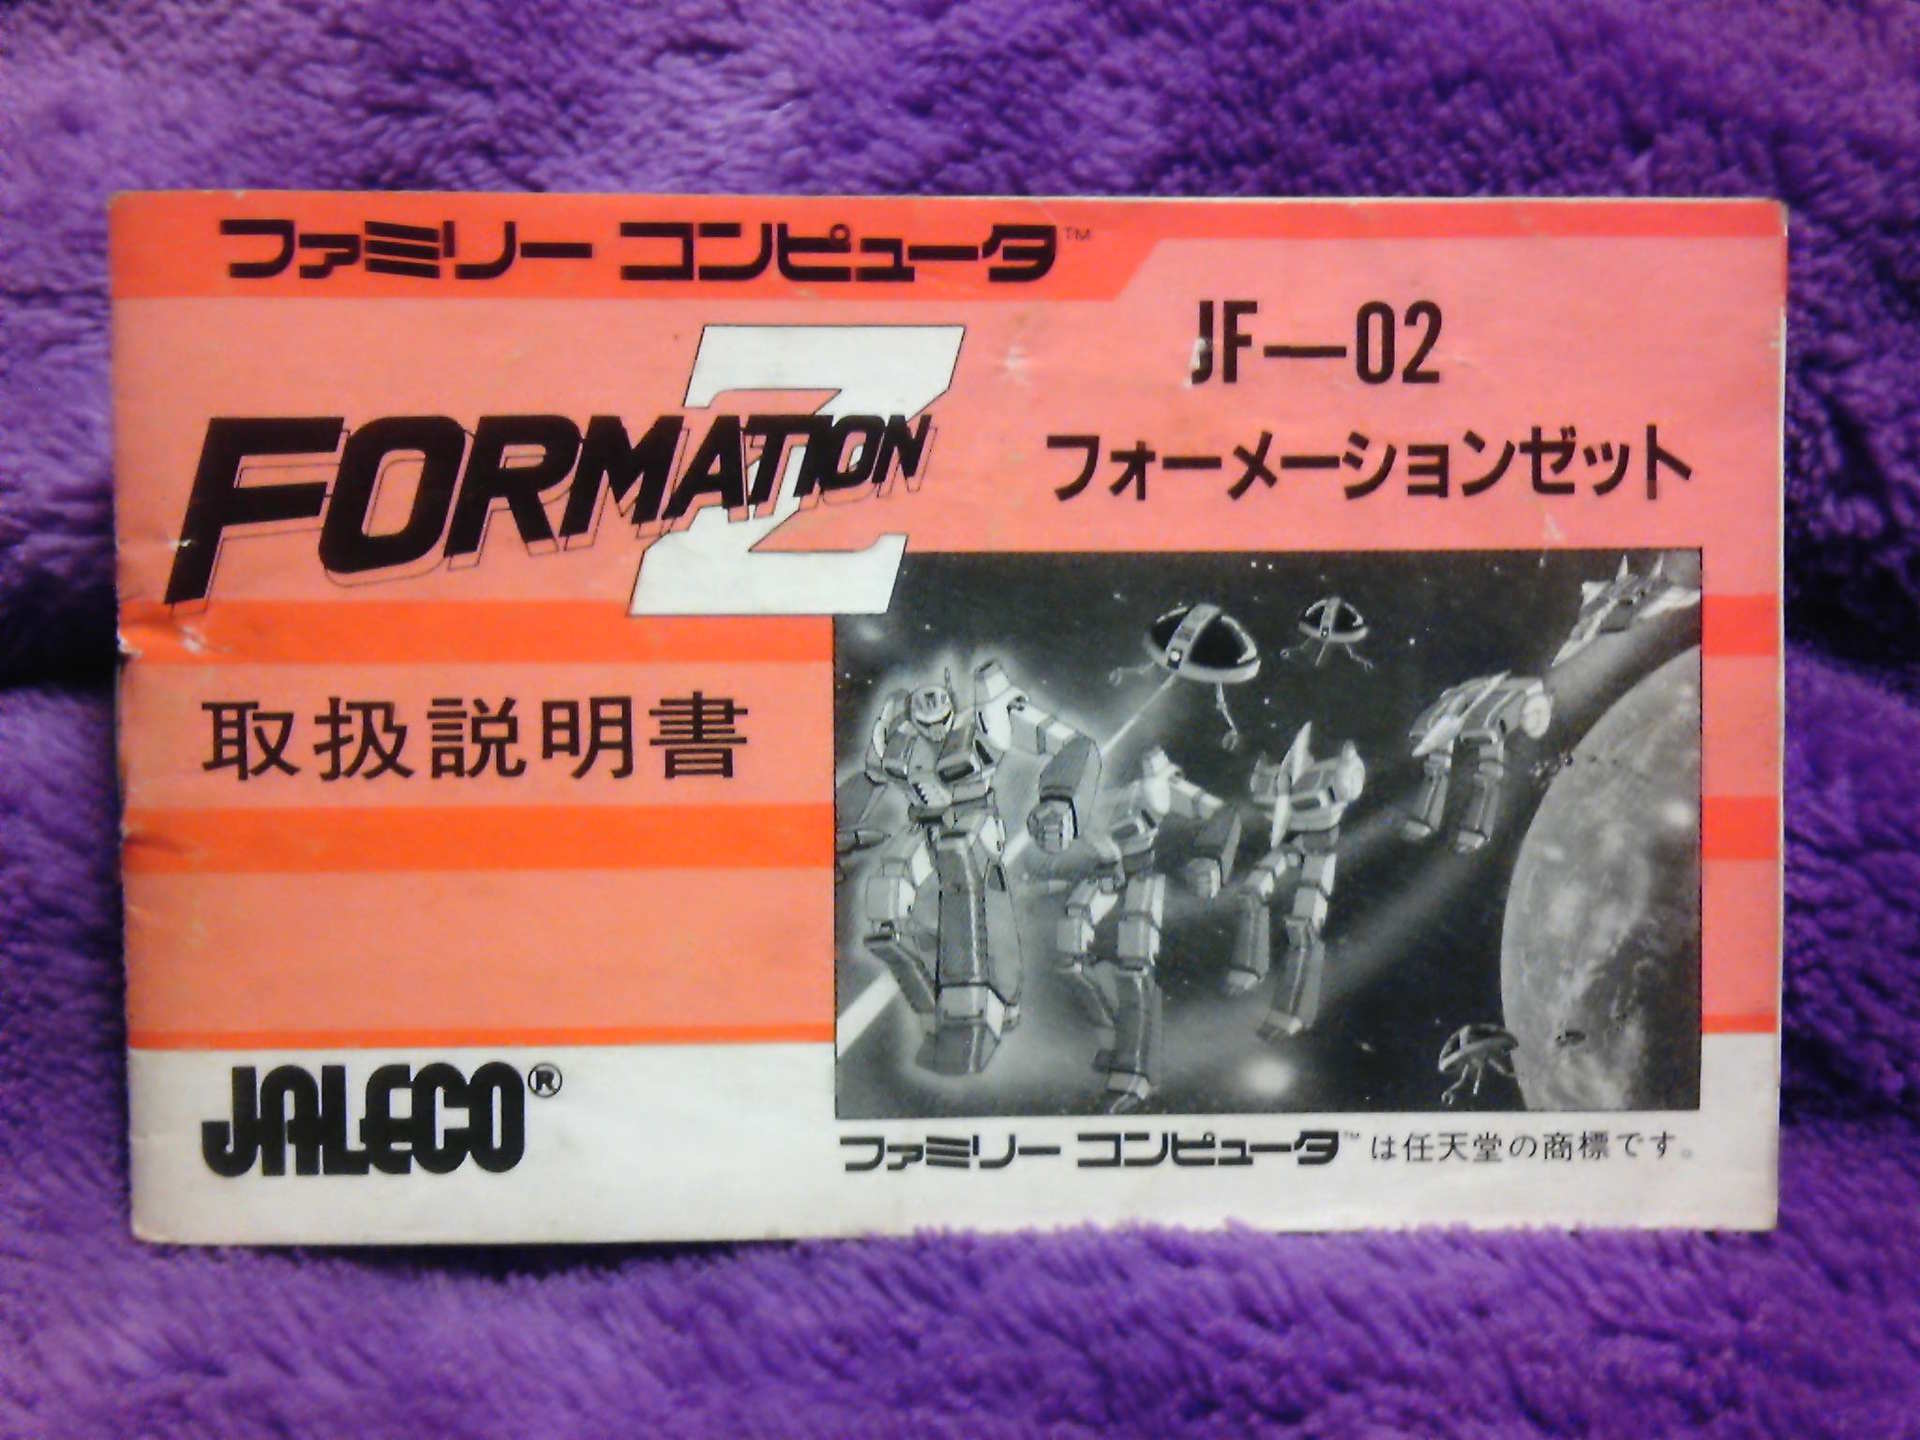 ファミリー コンピュータ™
JF—02
FORMATION Z
フォーメーションゼット
取扱説明書
JALECO®
ファミリー コンピュータ™は任天堂の商標です。